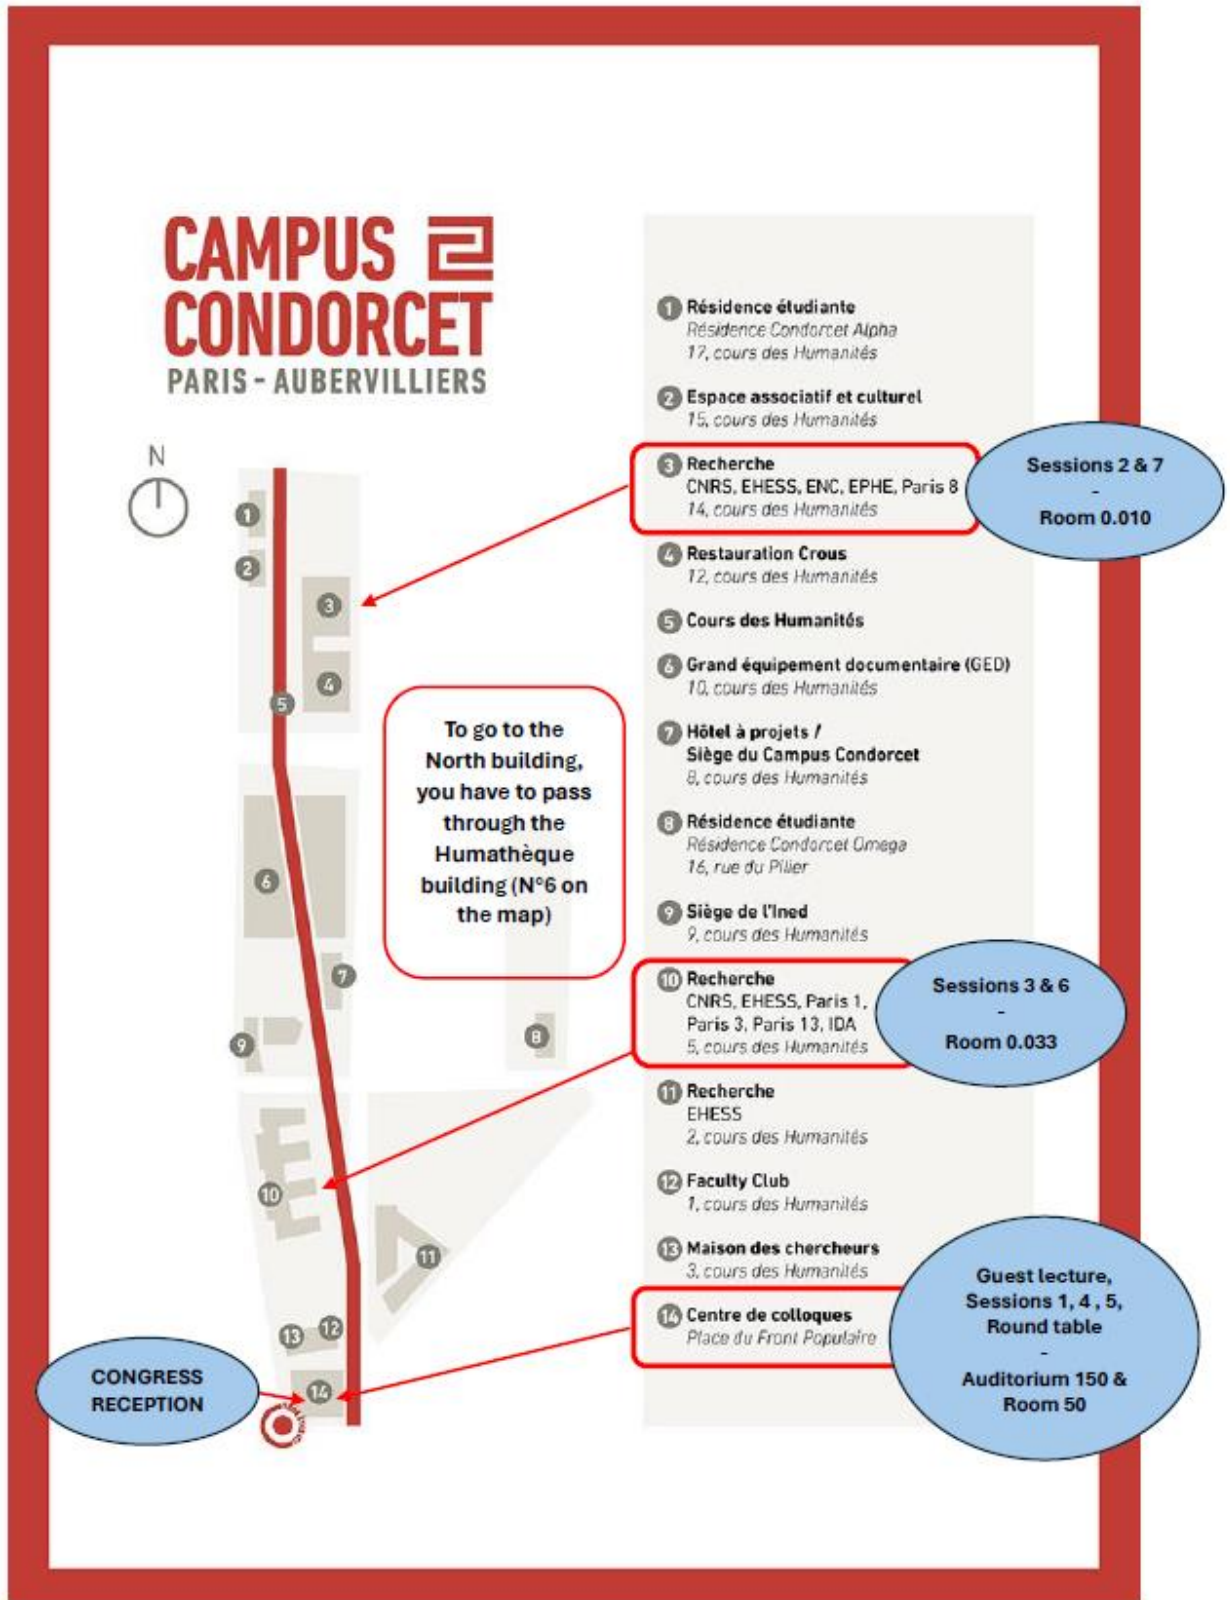 CAMPUS
CONDORCET
PARIS - AUBERVILLIERS
N
1
2
3
4
5
6
7
8
9
10
11
12
13
14
To go to the
North building,
you have to pass
through the
Humathèque
building (N°6 on
the map)
CONGRESS
RECEPTION
1 Résidence étudiante
Résidence Condorcet Alpha
17, cours des Humanités
2 Espace associatif et culturel
15, cours des Humanités
3 Recherche
CNRS, EHESS, ENC, EPHE, Paris 8
14, cours des Humanités
Sessions 2 & 7
-
Room 0.010
4 Restauration Crous
12, cours des Humanités
5 Cours des Humanités
6 Grand équipement documentaire (GED)
10, cours des Humanités
7 Hôtel à projets /
Siège du Campus Condorcet
8, cours des Humanités
8 Résidence étudiante
Résidence Condorcet Omega
16, rue du Pilier
9 Siège de l'Ined
9, cours des Humanités
10 Recherche
CNRS, EHESS, Paris 1,
Paris 3, Paris 13, IDA
5, cours des Humanités
Sessions 3 & 6
-
Room 0.033
11 Recherche
EHESS
2, cours des Humanités
12 Faculty Club
1, cours des Humanités
13 Maison des chercheurs
3, cours des Humanités
14 Centre de colloques
Place du Front Populaire
Guest lecture,
Sessions 1, 4 , 5,
Round table
-
Auditorium 150 &
Room 50